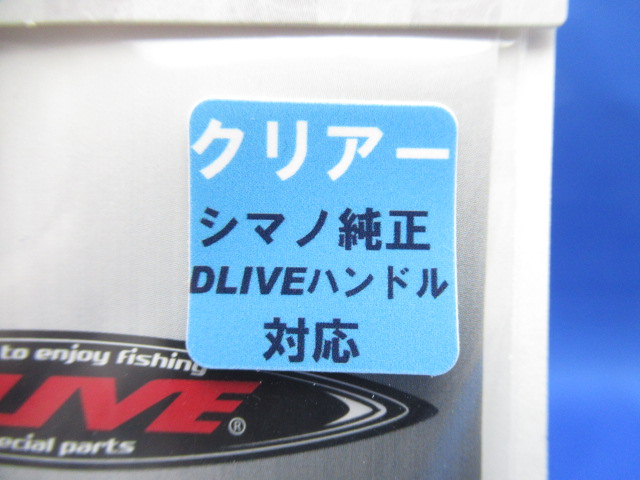 クリアー
シマノ純正
DLIVEハンドル
対応
to enjoy fishing
LIVE®
ecial parts